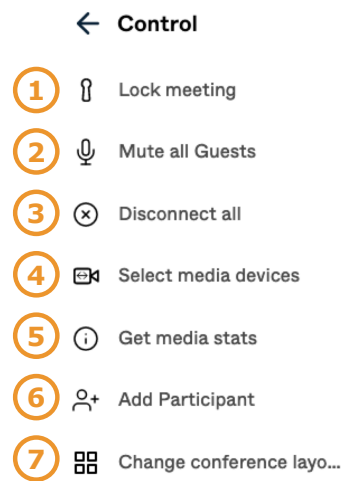 Control
1 Lock meeting
2 Mute all Guests
3 Disconnect all
4 Select media devices
5 Get media stats
6 Add Participant
7 Change conference layo...